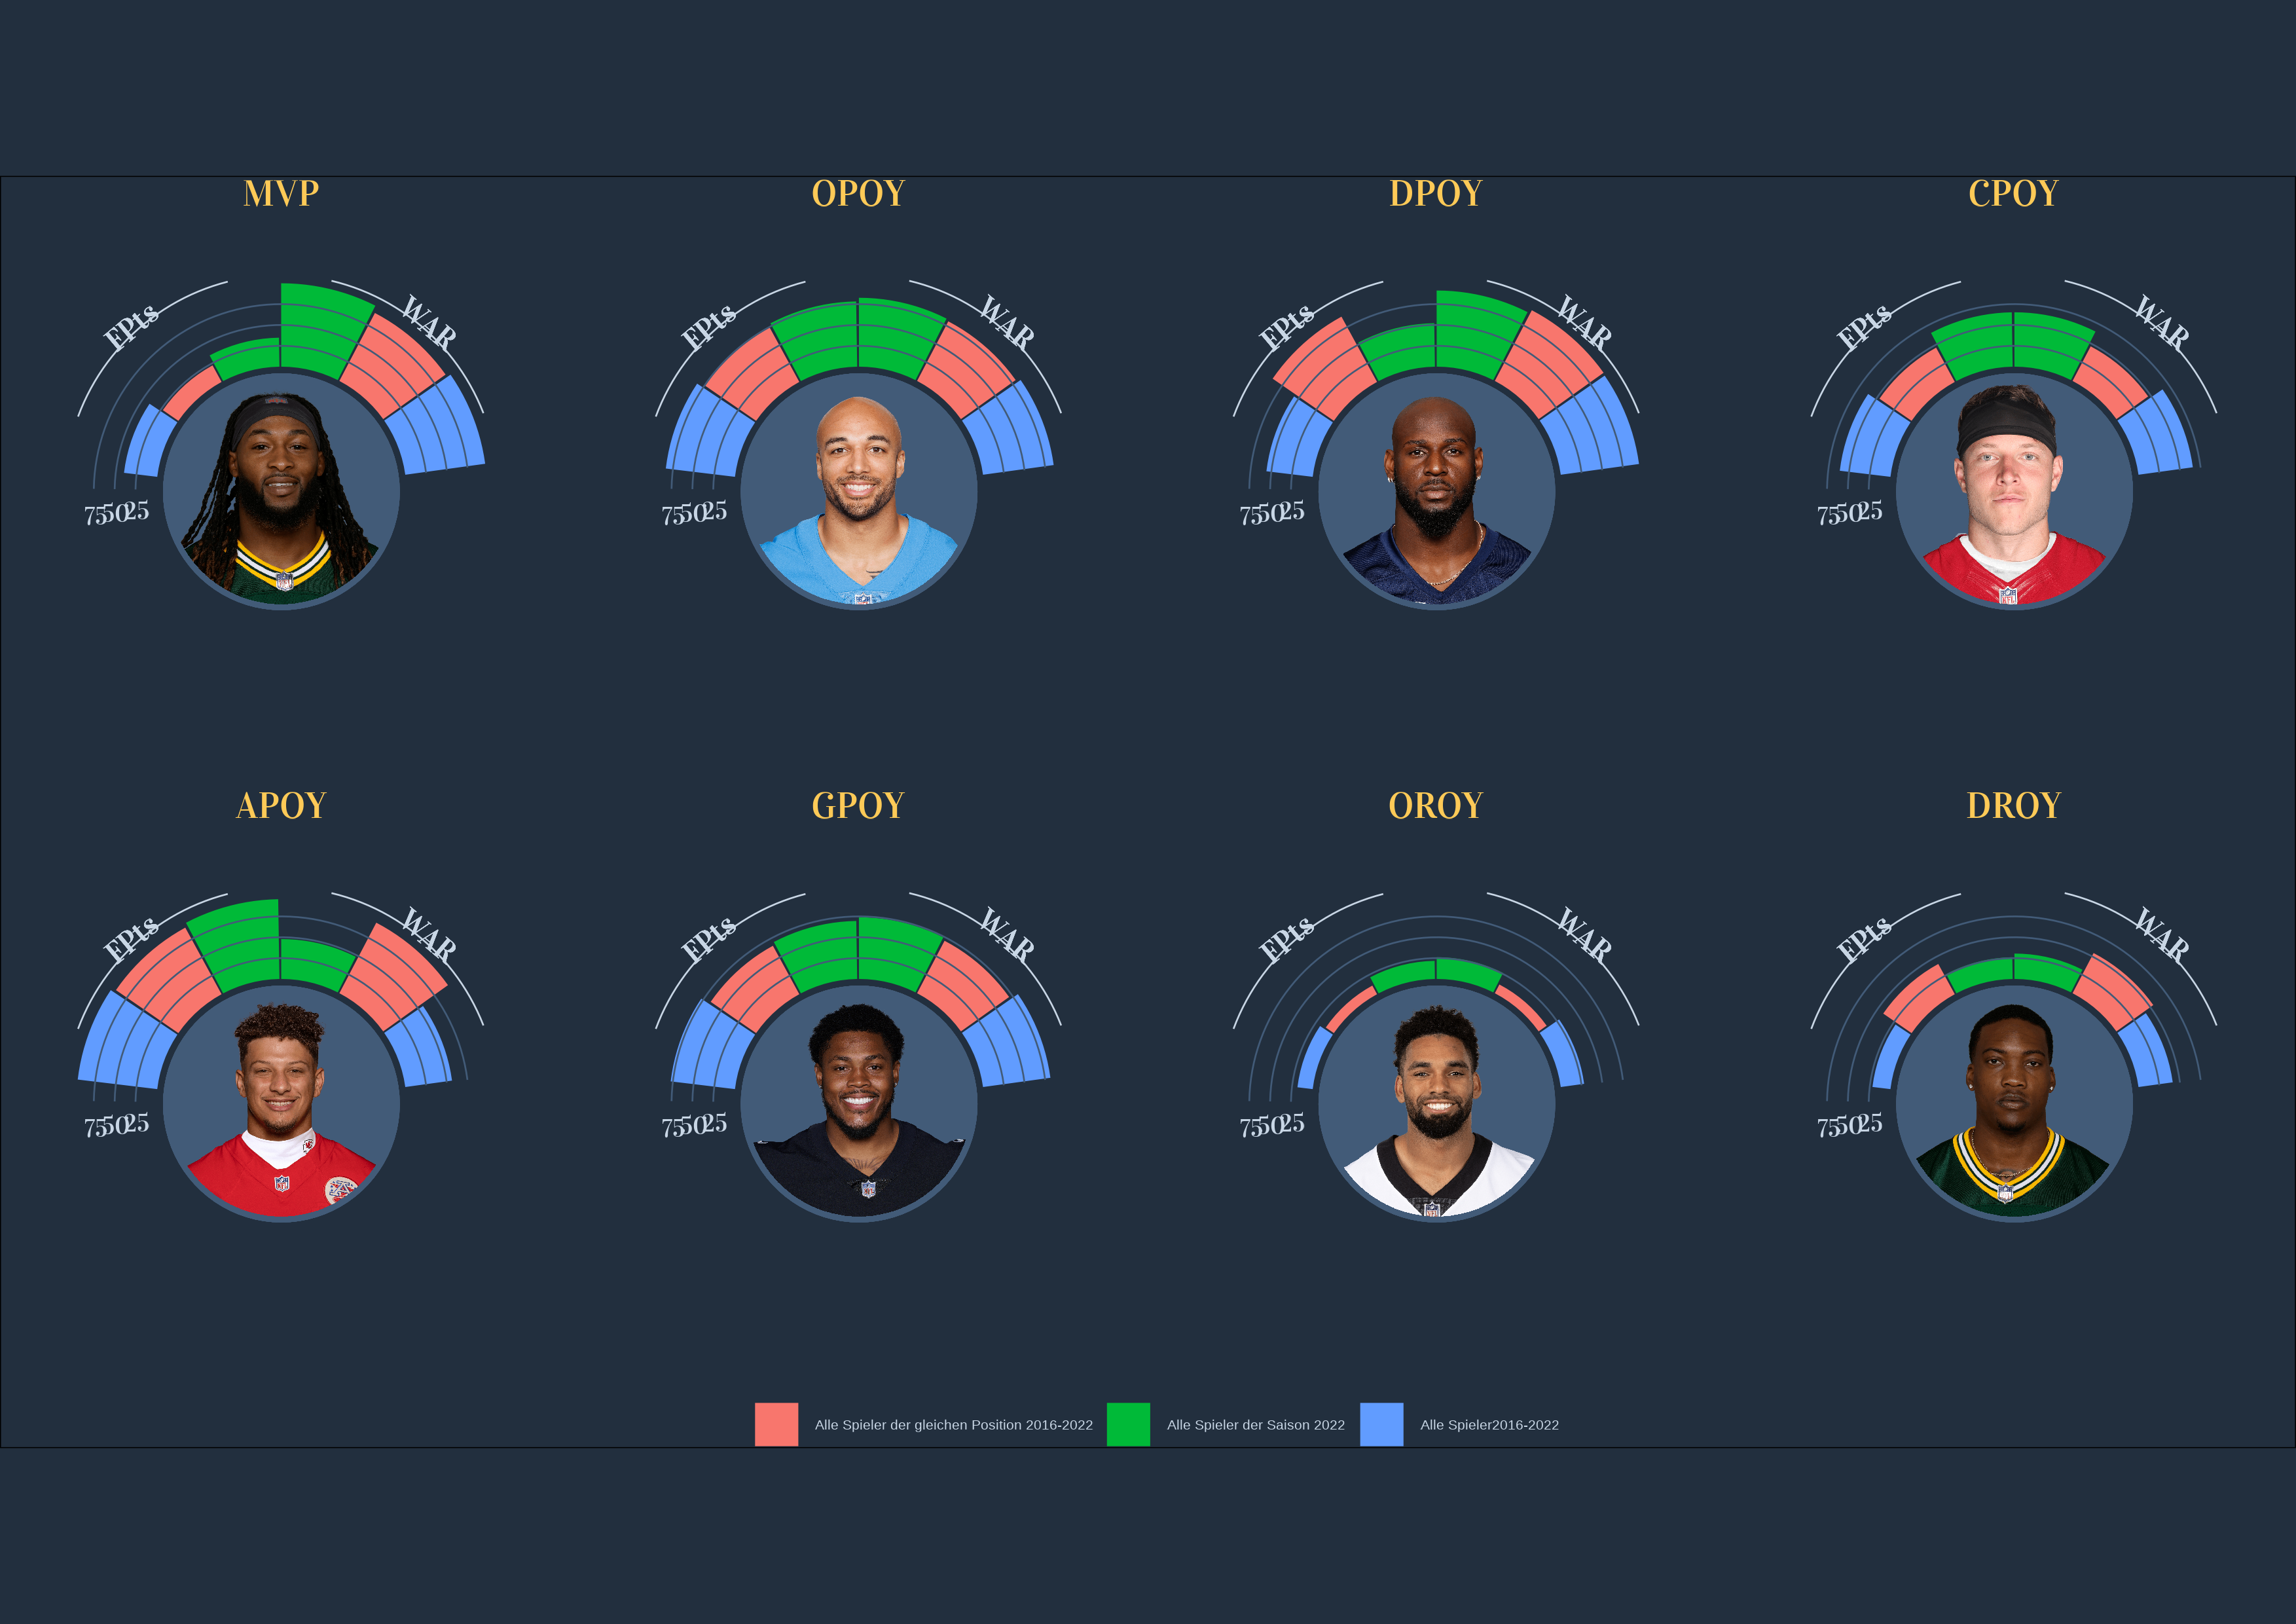 MVP OPOY DPOY CPOY
FPts WAR FPts WAR FPts WAR FPts WAR
75 50 25 75 50 25 75 50 25 75 50 25
APOY GPOY OROY DROY
FPts WAR FPts WAR FPts WAR FPts WAR
75 50 25 75 50 25 75 50 25 75 50 25
Alle Spieler der gleichen Position 2016-2022 Alle Spieler der Saison 2022 Alle Spieler2016-2022